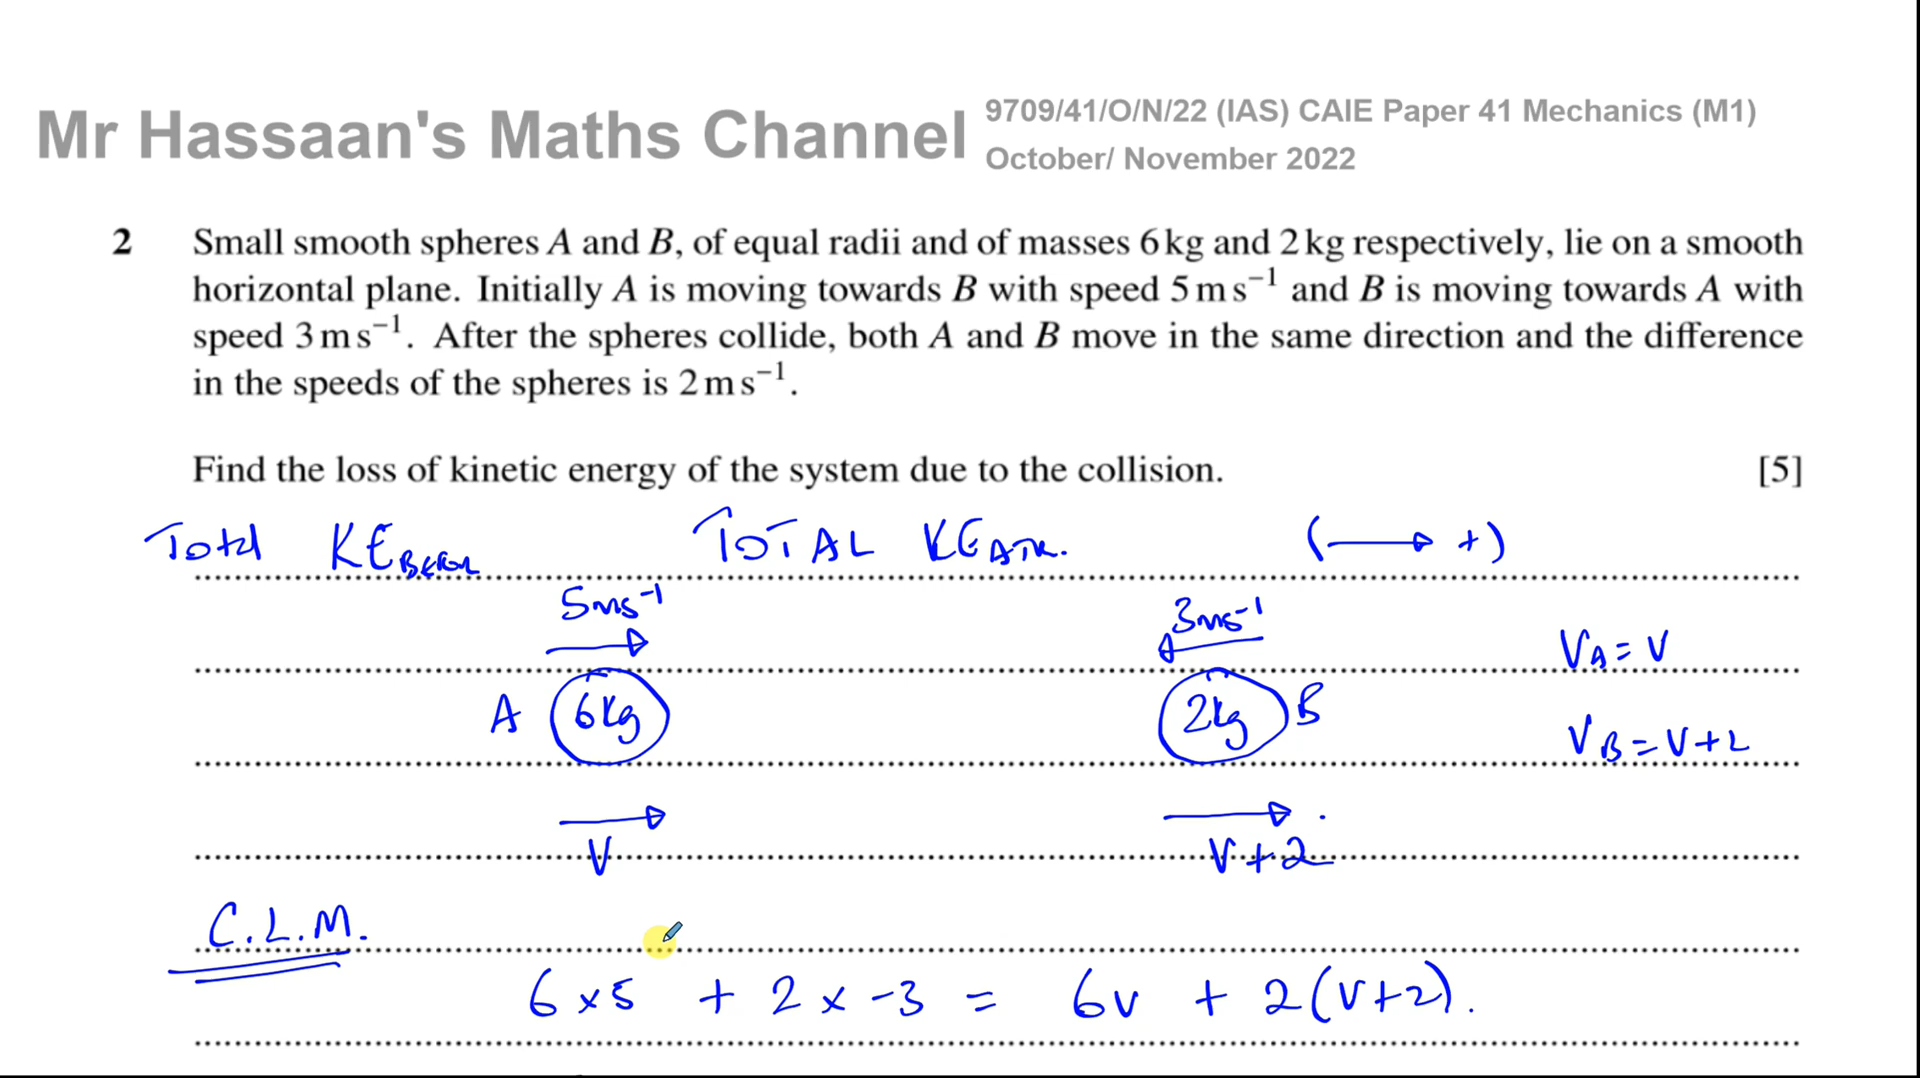 Mr Hassaan's Maths Channel
9709/41/O/N/22 (IAS) CAIE Paper 41 Mechanics (M1)
October/ November 2022
2 Small smooth spheres A and B, of equal radii and of masses 6 kg and 2 kg respectively, lie on a smooth
horizontal plane. Initially A is moving towards B with speed 5 m s⁻¹ and B is moving towards A with
speed 3 m s⁻¹. After the spheres collide, both A and B move in the same direction and the difference
in the speeds of the spheres is 2 m s⁻¹.
Find the loss of kinetic energy of the system due to the collision. [5]
Total KE TOTAL KE (⟶ +)
5ms⁻¹ 3ms⁻¹
V_A = V
A 6kg 2kg B
V_B = V+2
V V+2
C.L.M.
6 × 5 + 2 × -3 = 6V + 2(V+2).